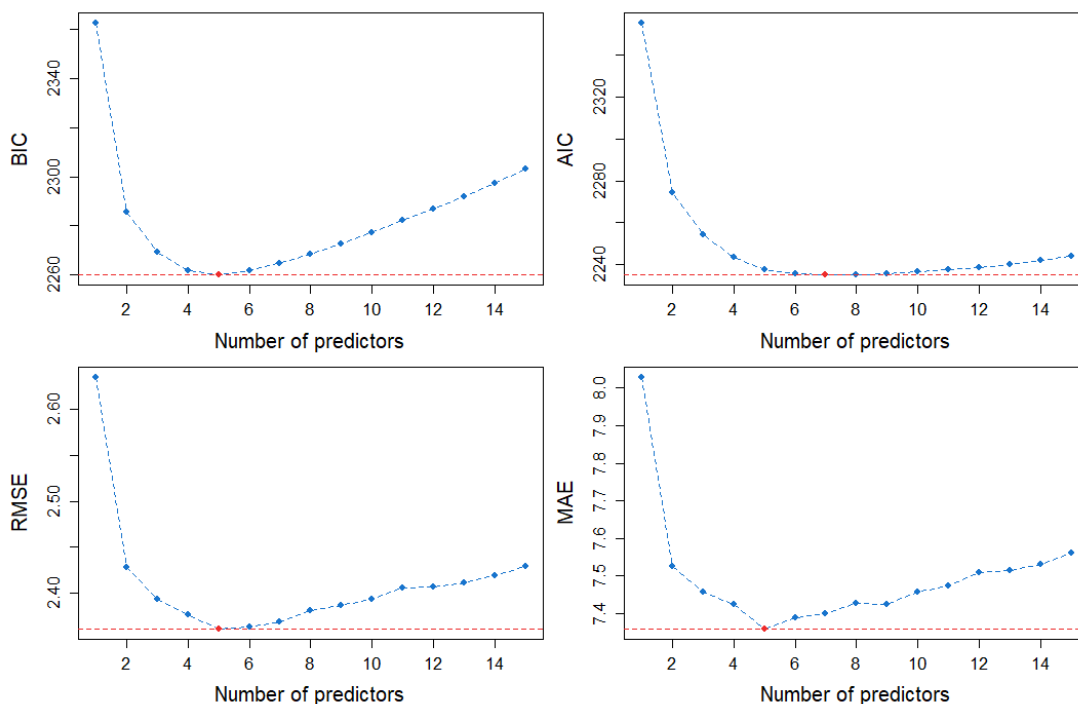 BIC
2260 2300 2340
2 4 6 8 10 12 14
Number of predictors
AIC
2240 2280 2320
2 4 6 8 10 12 14
Number of predictors
RMSE
2.40 2.50 2.60
2 4 6 8 10 12 14
Number of predictors
MAE
7.4 7.5 7.6 7.7 7.8 7.9 8.0
2 4 6 8 10 12 14
Number of predictors